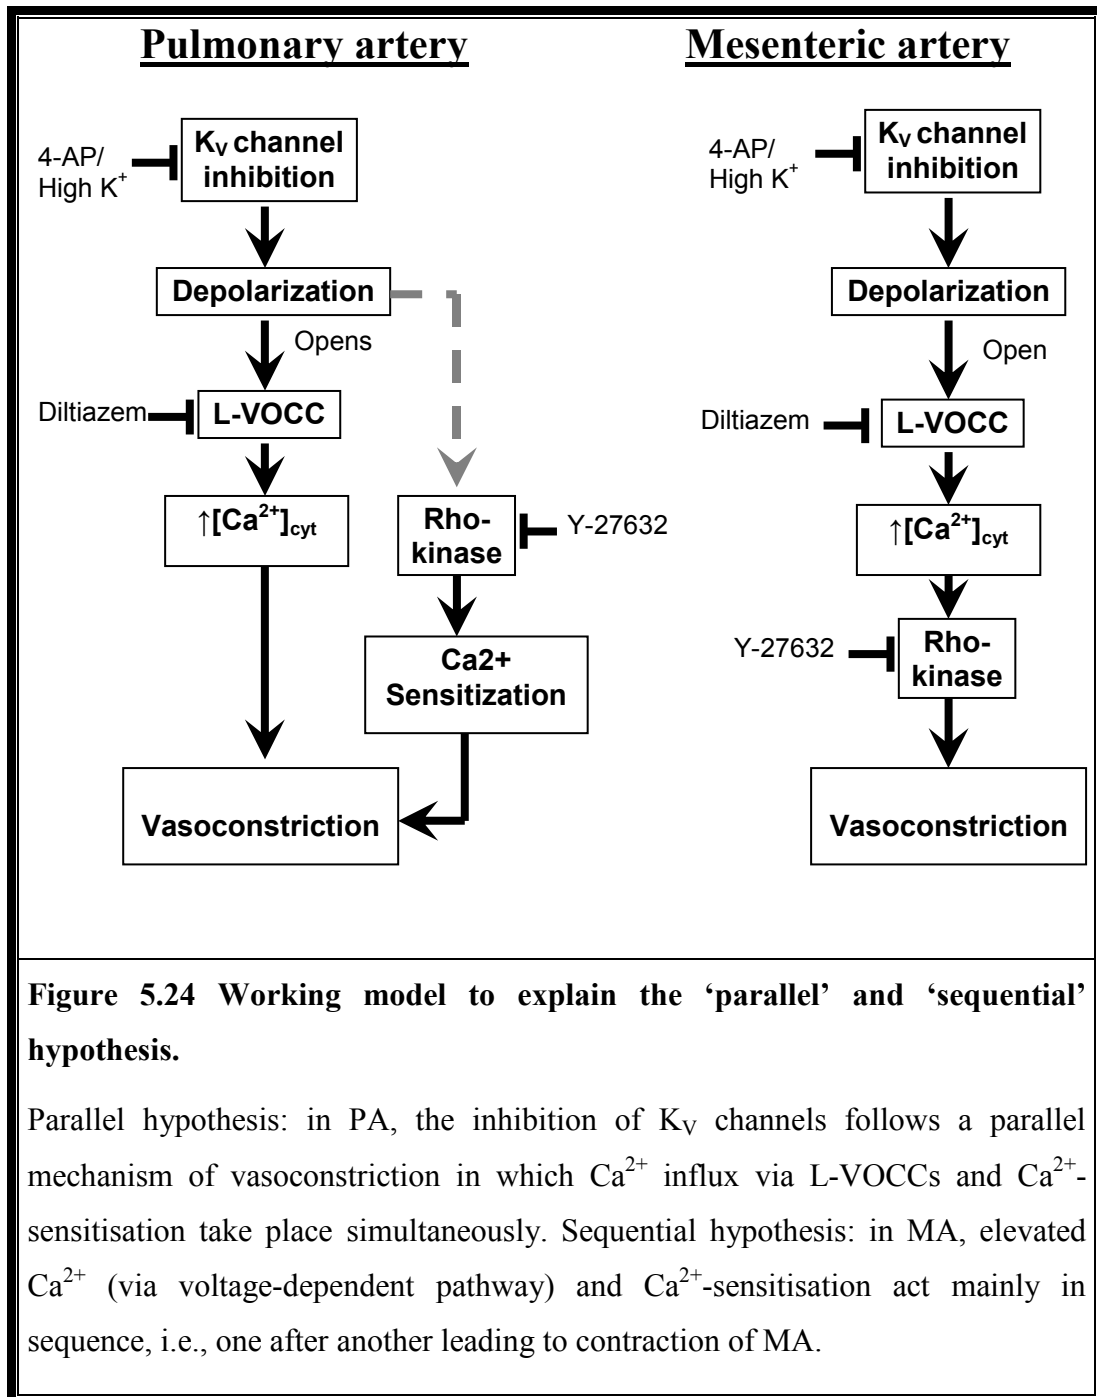 Pulmonary artery
4-AP/
High K⁺
K_V channel
inhibition
Depolarization
Opens
Diltiazem
L-VOCC
↑[Ca²⁺]cyt
Rho-
kinase
Y-27632
Ca2+
Sensitization
Vasoconstriction
Mesenteric artery
4-AP/
High K⁺
K_V channel
inhibition
Depolarization
Open
Diltiazem
L-VOCC
↑[Ca²⁺]cyt
Y-27632
Rho-
kinase
Vasoconstriction
Figure 5.24 Working model to explain the ‘parallel’ and ‘sequential’
hypothesis.
Parallel hypothesis: in PA, the inhibition of K_V channels follows a parallel
mechanism of vasoconstriction in which Ca²⁺ influx via L-VOCCs and Ca²⁺-
sensitisation take place simultaneously. Sequential hypothesis: in MA, elevated
Ca²⁺ (via voltage-dependent pathway) and Ca²⁺-sensitisation act mainly in
sequence, i.e., one after another leading to contraction of MA.